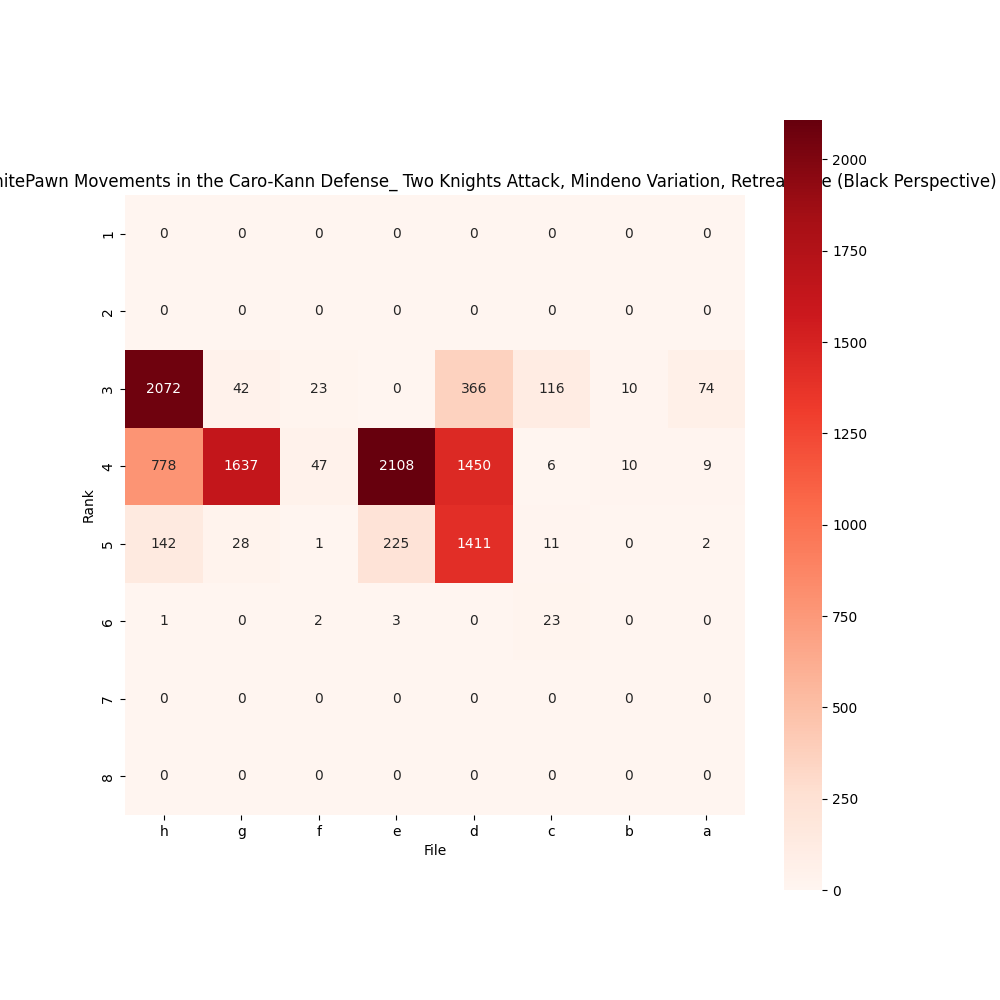 nitePawn Movements in the Caro-Kann Defense_ Two Knights Attack, Mindeno Variation, Retrea e (Black Perspective)
1 0 0 0 0 0 0 0 0
2 0 0 0 0 0 0 0 0
3 2072 42 23 0 366 116 10 74
4 778 1637 47 2108 1450 6 10 9
5 142 28 1 225 1411 11 0 2
6 1 0 2 3 0 23 0 0
7 0 0 0 0 0 0 0 0
8 0 0 0 0 0 0 0 0
h g f e d c b a
File
Rank
2000
1750
1500
1250
1000
750
500
250
0